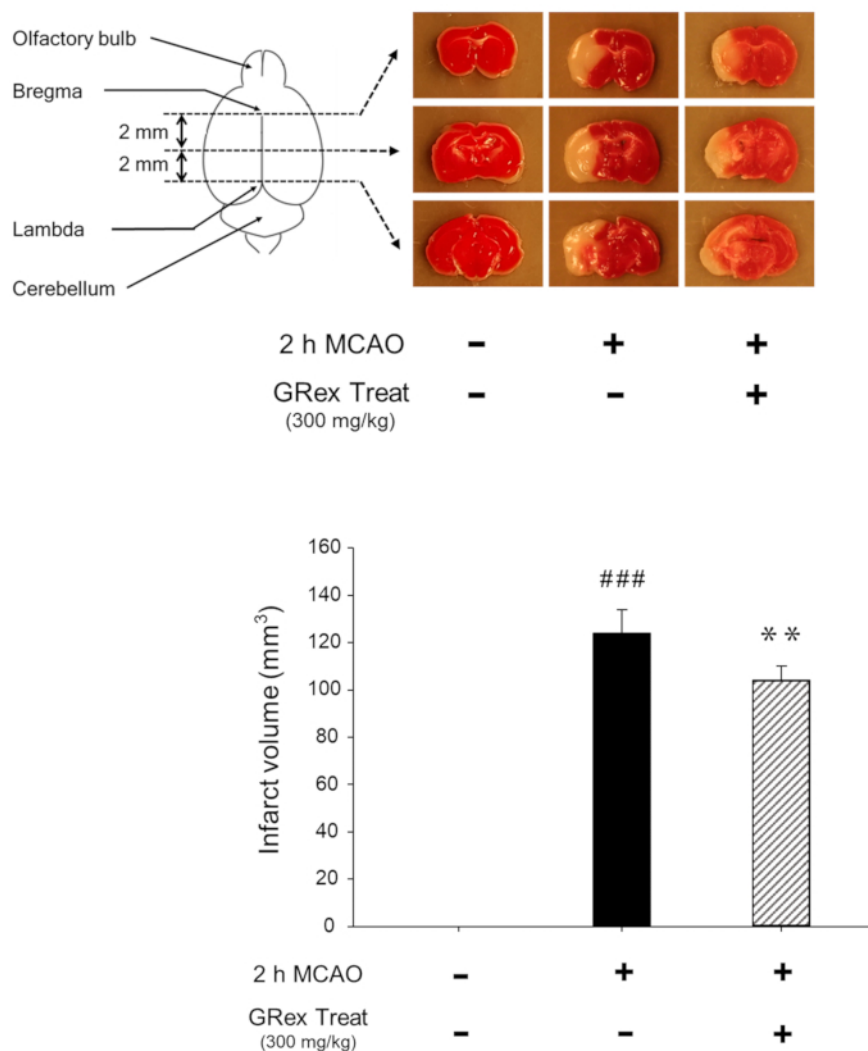 Olfactory bulb
Bregma
2 mm
2 mm
Lambda
Cerebellum
2 h MCAO - + +
GRex Treat - - +
(300 mg/kg)
160
140
120
100
80
60
40
20
0
Infarct volume (mm³)
###
**
2 h MCAO - + +
GRex Treat - - +
(300 mg/kg)